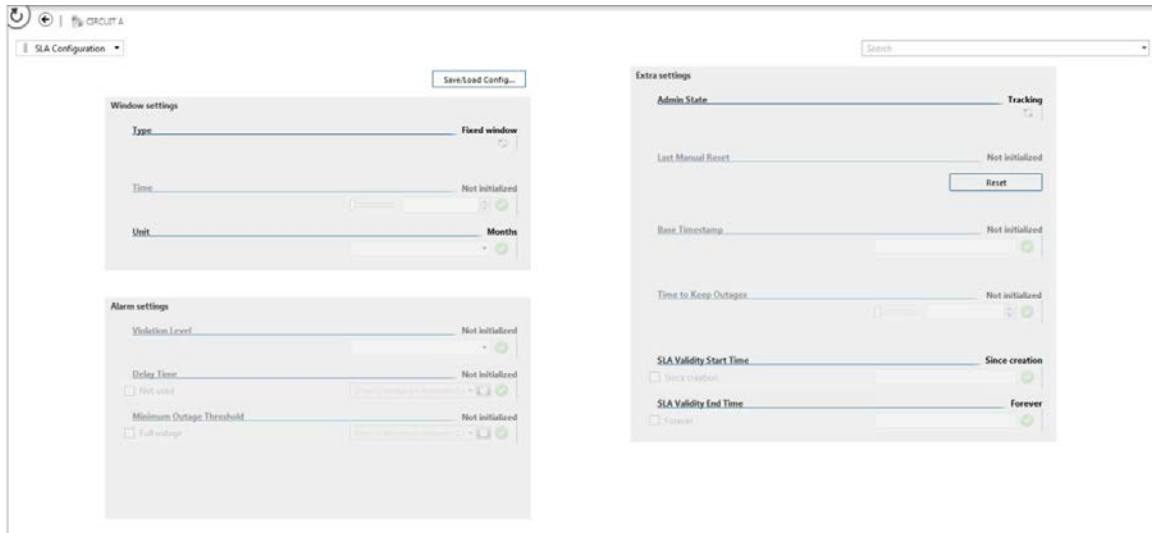 CIRCUIT A
SLA Configuration
Search
Save/Load Config...
Window settings
Type Fixed window
Time Not initialized
Unit Months
Alarm settings
Violation Level Not initialized
Delay Time Not initialized
Not used
Minimum Outage Threshold Not initialized
Full outage
Extra settings
Admin State Tracking
Last Manual Reset Not initialized
Reset
Base Timestamp Not initialized
Time to Keep Outages Not initialized
SLA Validity Start Time Since creation
Since creation
SLA Validity End Time Forever
Forever